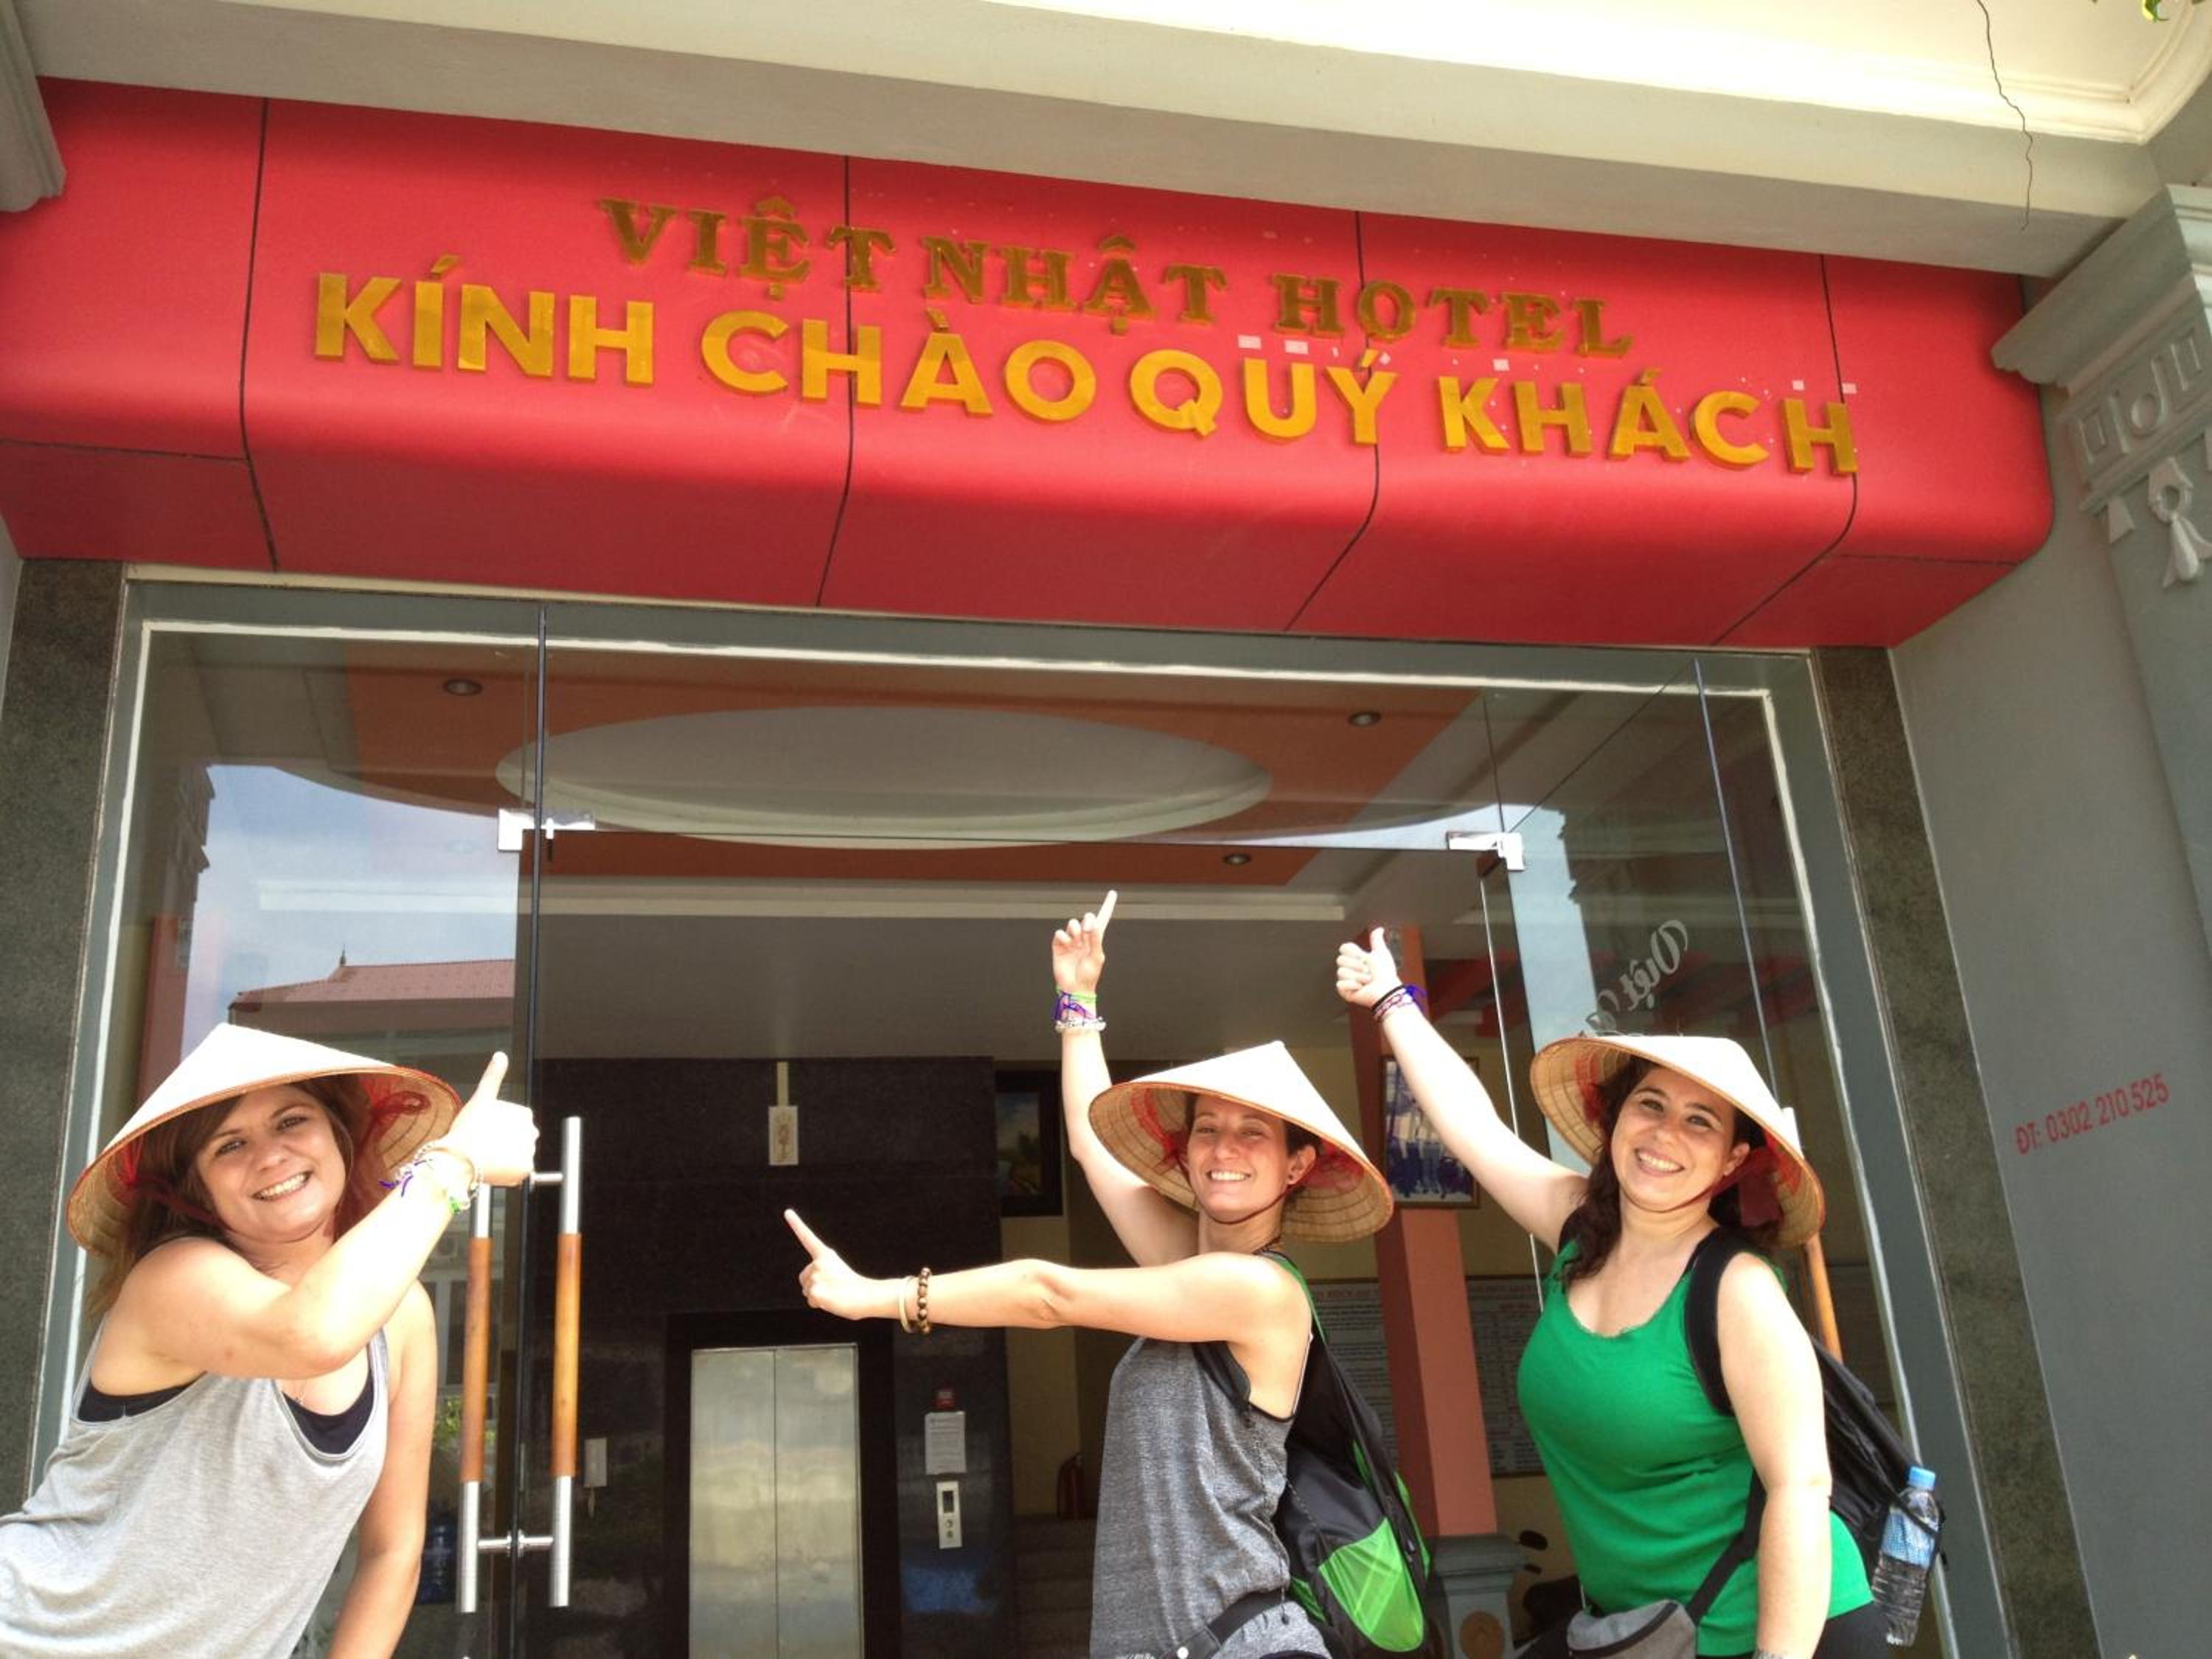 VIỆT NHẬT HOTEL
KÍNH CHÀO QUÝ KHÁCH
ĐT: 0302 210 525